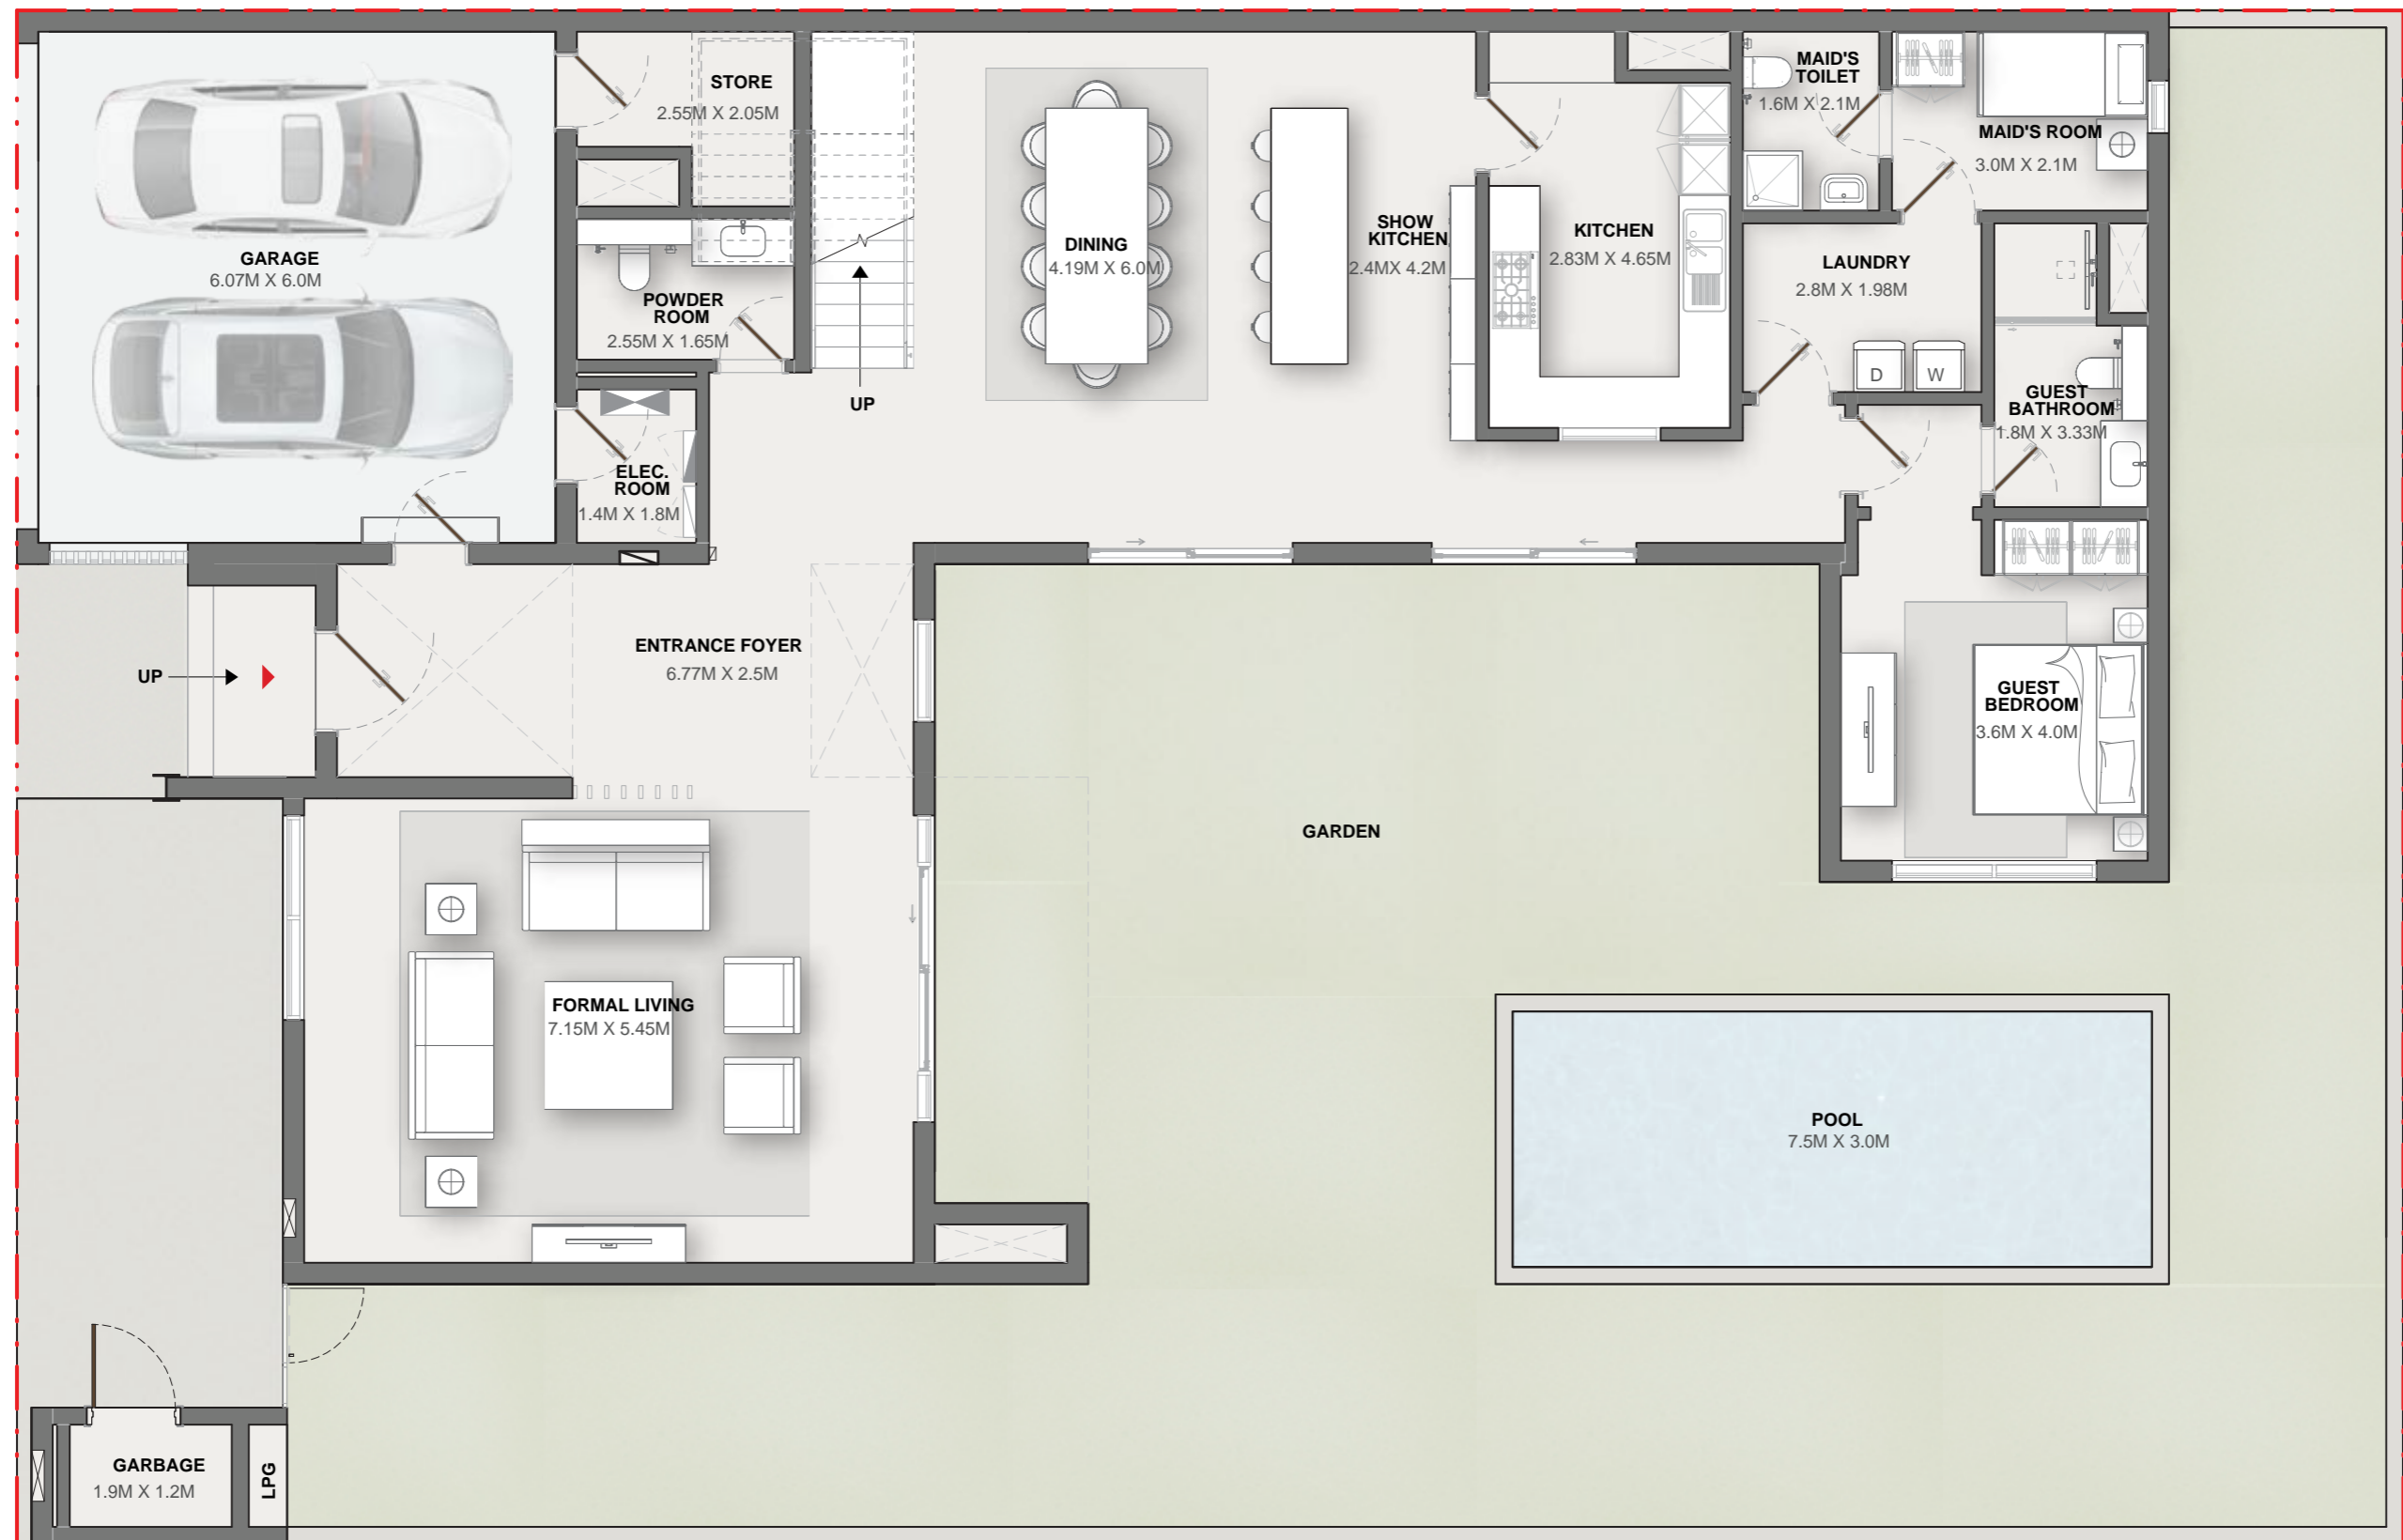 STORE
2.55M X 2.05M
MAID'S
TOILET
1.6M X 2.1M
MAID'S ROOM
3.0M X 2.1M
GARAGE
6.07M X 6.0M
DINING
4.19M X 6.0M
SHOW
KITCHEN
2.4MX 4.2M
KITCHEN
2.83M X 4.65M
LAUNDRY
2.8M X 1.98M
POWDER
ROOM
2.55M X 1.65M
UP
D
W
GUEST
BATHROOM
1.8M X 3.33M
ELEC.
ROOM
1.4M X 1.8M
ENTRANCE FOYER
6.77M X 2.5M
UP
GUEST
BEDROOM
3.6M X 4.0M
GARDEN
FORMAL LIVING
7.15M X 5.45M
POOL
7.5M X 3.0M
GARBAGE
1.9M X 1.2M
LPG